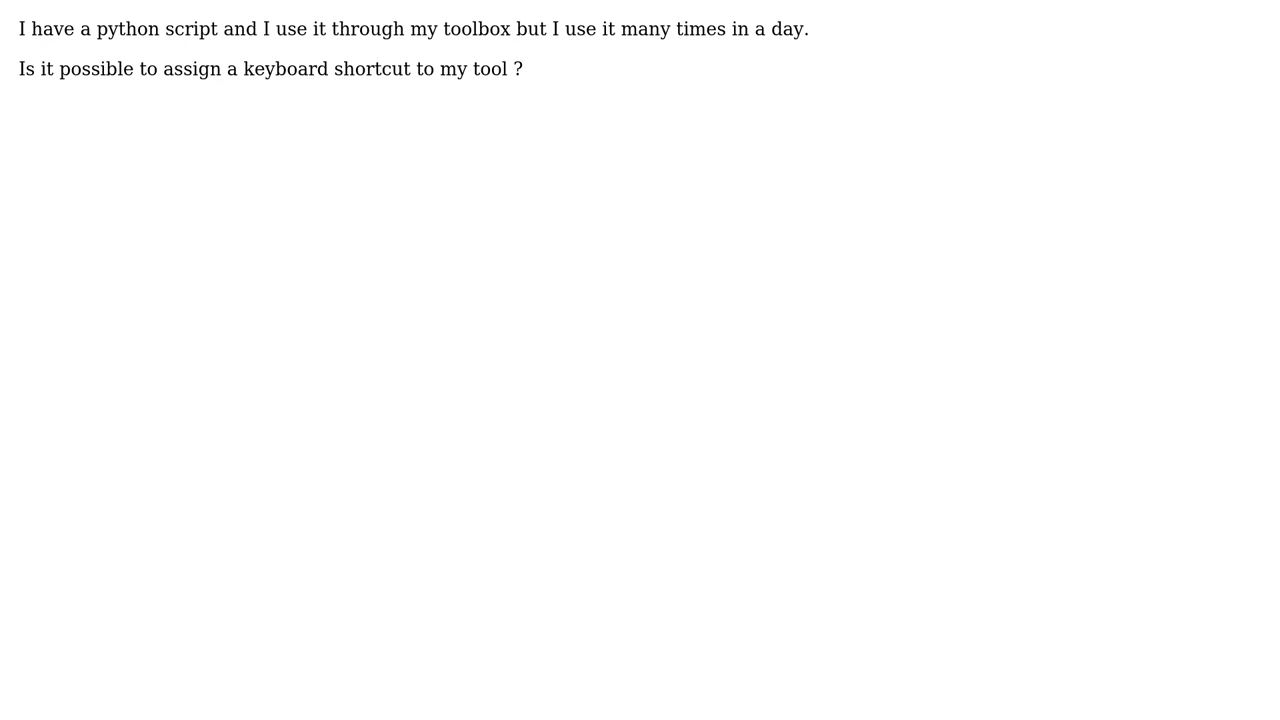 I have a python script and I use it through my toolbox but I use it many times in a day.
Is it possible to assign a keyboard shortcut to my tool ?